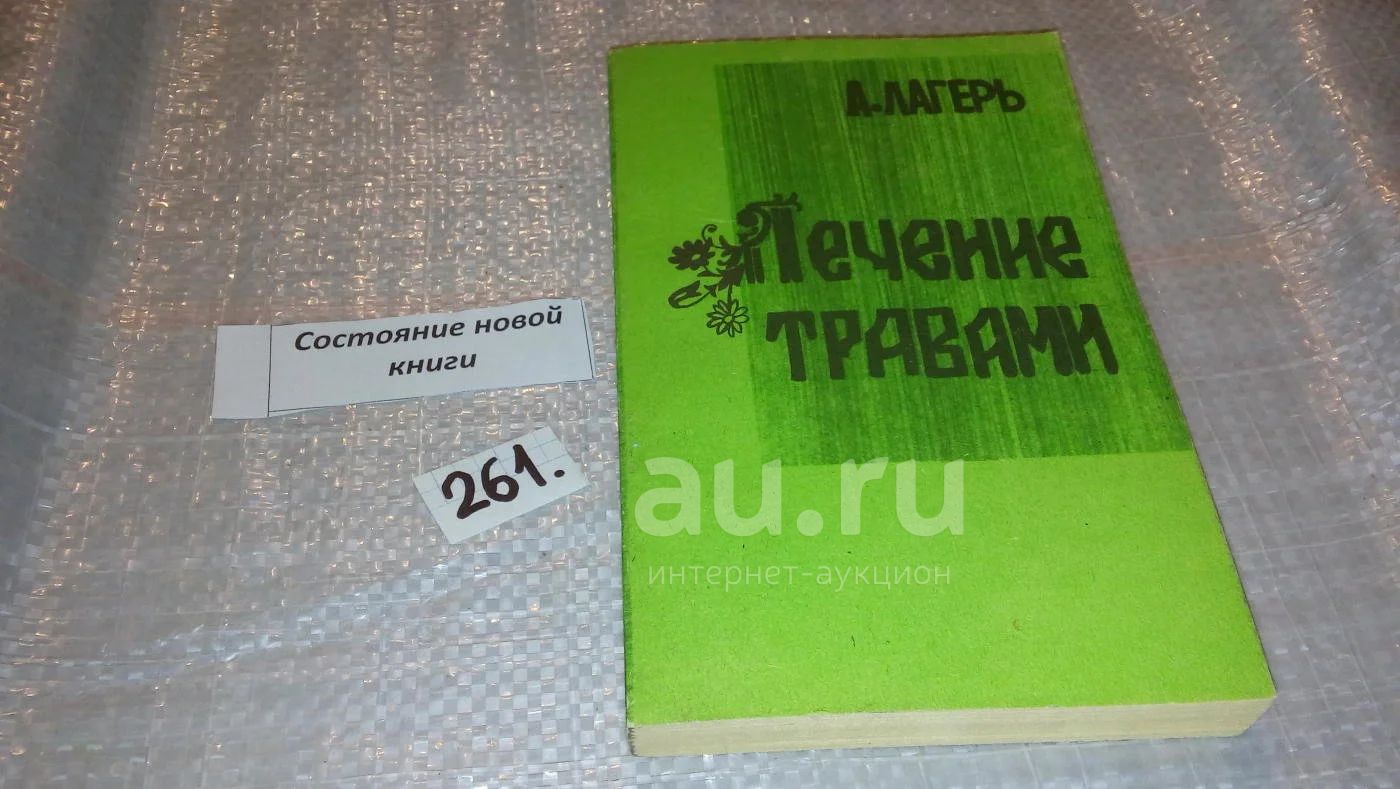 А. ЛАГЕРЬ
Лечение
ТРАВАМИ
Состояние новой
книги
261.
au.ru
интернет-аукцион